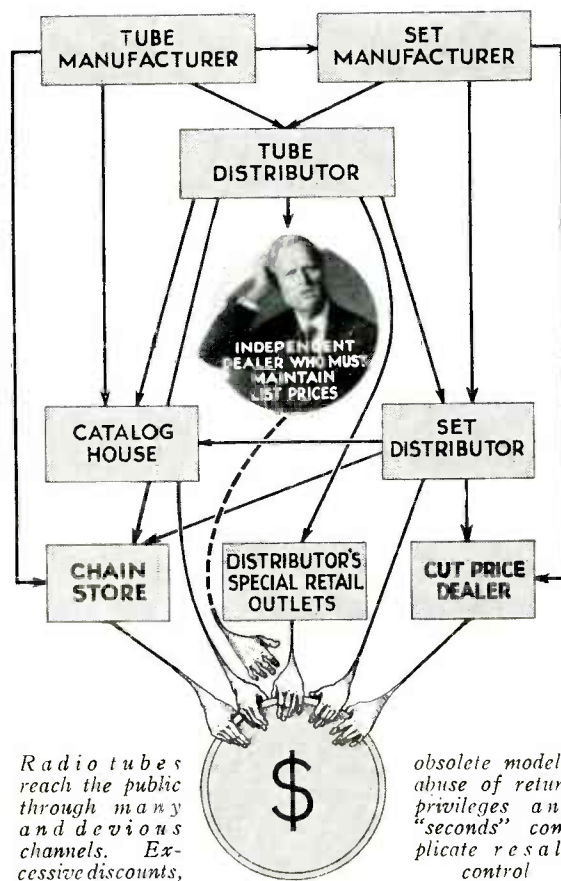 TUBE
MANUFACTURER
SET
MANUFACTURER
TUBE
DISTRIBUTOR
INDEPENDENT
DEALER WHO MUST
MAINTAIN
LIST PRICES
CATALOG
HOUSE
SET
DISTRIBUTOR
CHAIN
STORE
DISTRIBUTOR'S
SPECIAL RETAIL
OUTLETS
CUT PRICE
DEALER
$
Radio tubes
reach the public
through many
and devious
channels. Ex-
cessive discounts,
obsolete model
abuse of retur
privileges an
"seconds" com
plicate resal
control